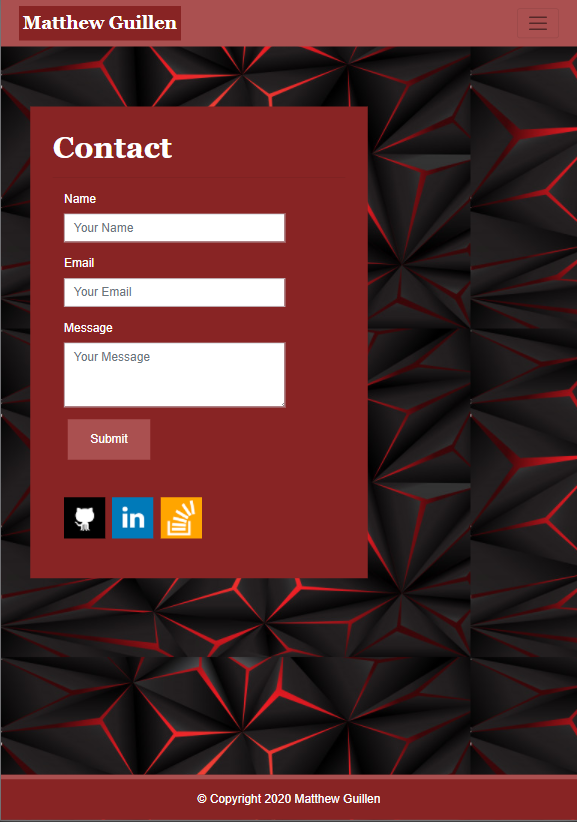 Matthew Guillen
Contact
Name
Your Name
Email
Your Email
Message
Your Message
Submit
in
© Copyright 2020 Matthew Guillen